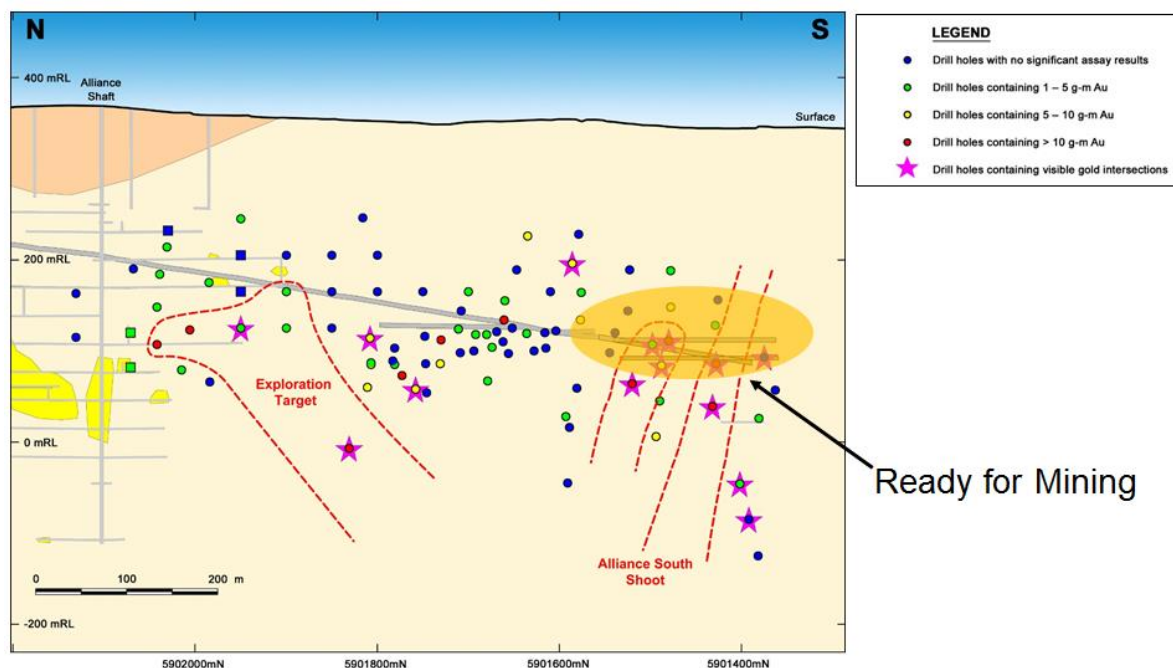 N
S
400 mRL
Alliance
Shaft
Surface
200 mRL
Exploration
Target
0 mRL
Alliance South
Shoot
0 100 200 m
-200 mRL
5902000mN 5901800mN 5901600mN 5901400mN
LEGEND
Drill holes with no significant assay results
Drill holes containing 1 – 5 g-m Au
Drill holes containing 5 – 10 g-m Au
Drill holes containing > 10 g-m Au
Drill holes containing visible gold intersections
Ready for Mining